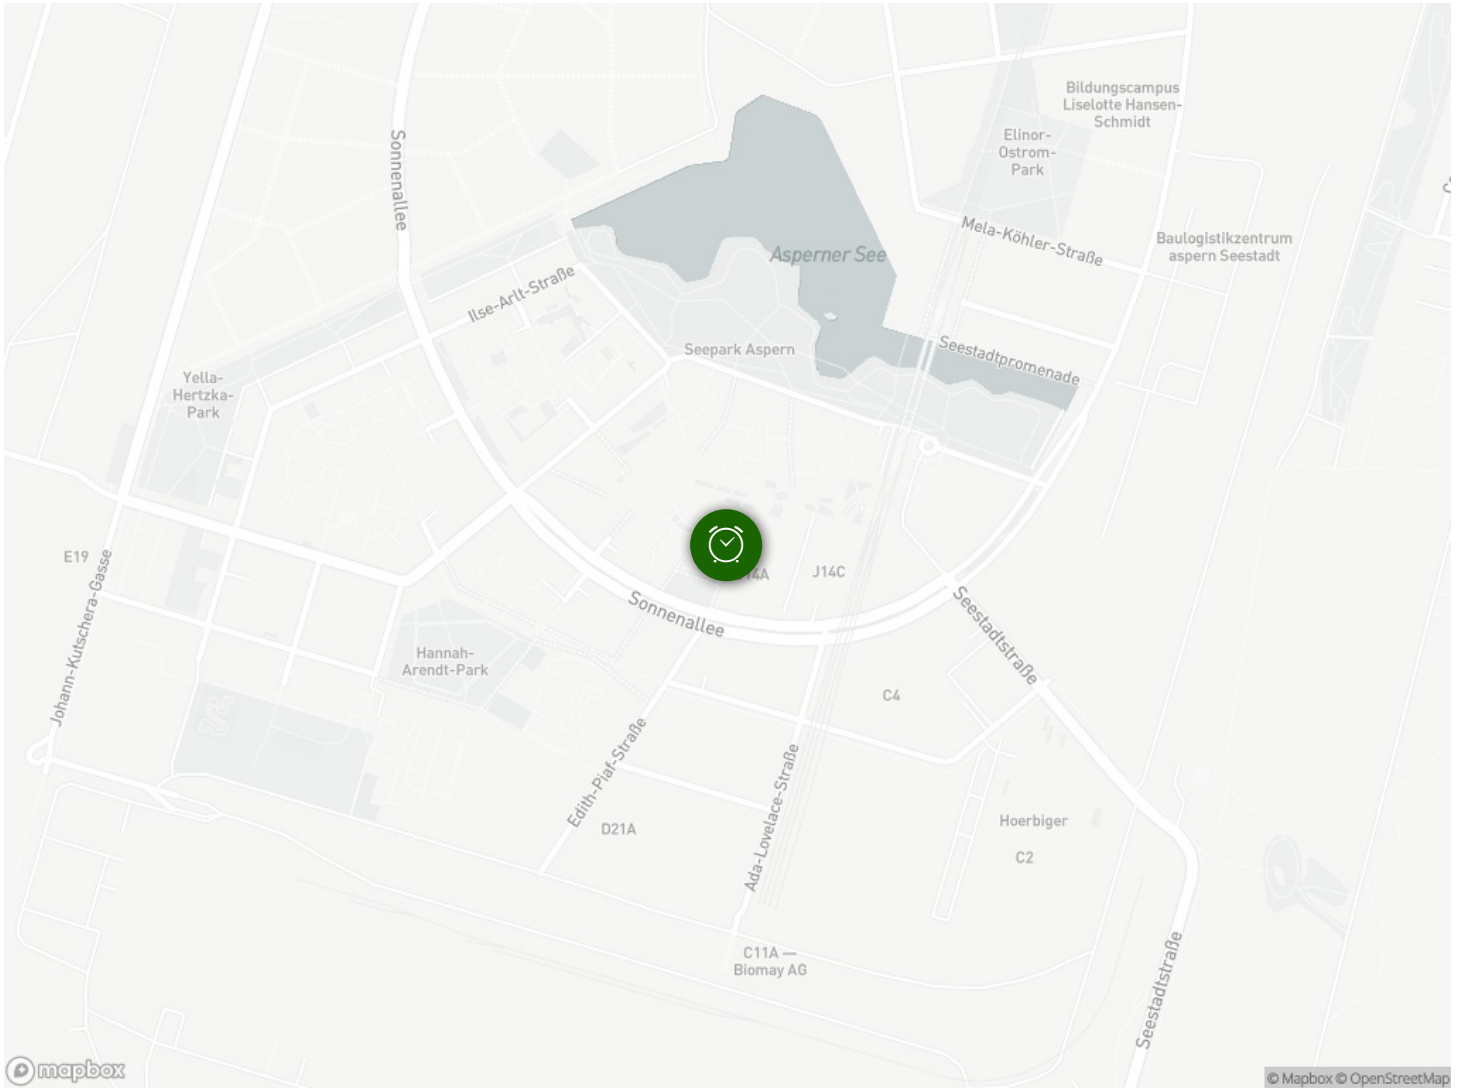 Bildungscampus
Liselotte Hansen-
Schmidt
Elinor-
Ostrom-
Park
Sonnenallee
Mela-Köhler-Straße
Baulogistikzentrum
aspern Seestadt
Asperner See
Ilse-Arlt-Straße
Seepark Aspern
Seestadtpromenade
Yella-
Hertzka-
Park
E19
14A
J14C
Johann-Kutschera-Gasse
Sonnenallee
Seestadtstraße
Hannah-
Arendt-Park
C4
Edith-Piaf-Straße
Ada-Lovelace-Straße
D21A
Hoerbiger
C2
C11A —
Biomay AG
Seestadtstraße
mapbox
© Mapbox © OpenStreetMap